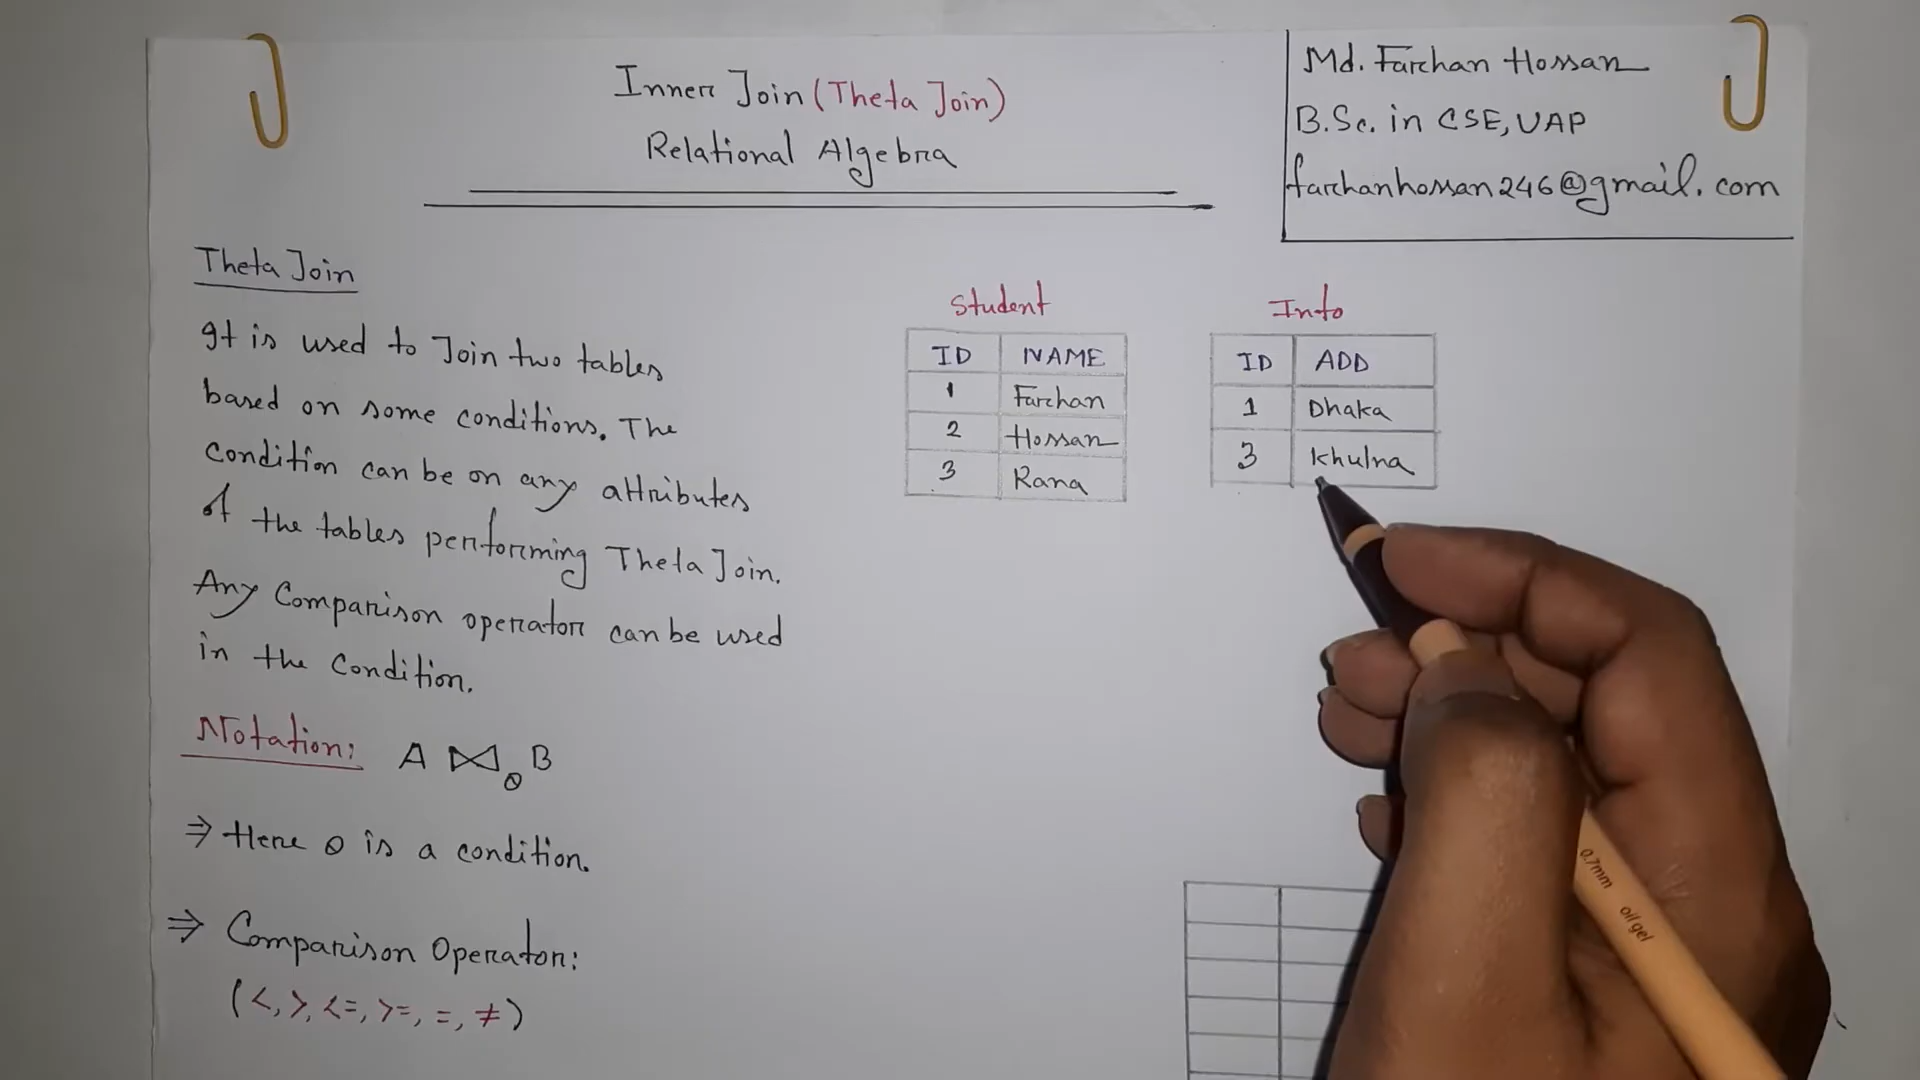 Inner Join (Theta Join)
Relational Algebra
Md. Farhan Hossan
B.Sc. in CSE, UAP
farhanhossan246@gmail.com
Theta Join
It is used to Join two tables
based on some conditions. The
condition can be on any attributes
of the tables performing Theta Join.
Any Comparison operator can be used
in the Condition.
Notation: A ⋈θ B
⇒ Here θ is a condition.
⇒ Comparison Operator:
(<, >, <=, >=, =, ≠)
Student
ID NAME
1 Farhan
2 Hossan
3 Rana
Info
ID ADD
1 Dhaka
3 Khulna
0.7mm oil gel